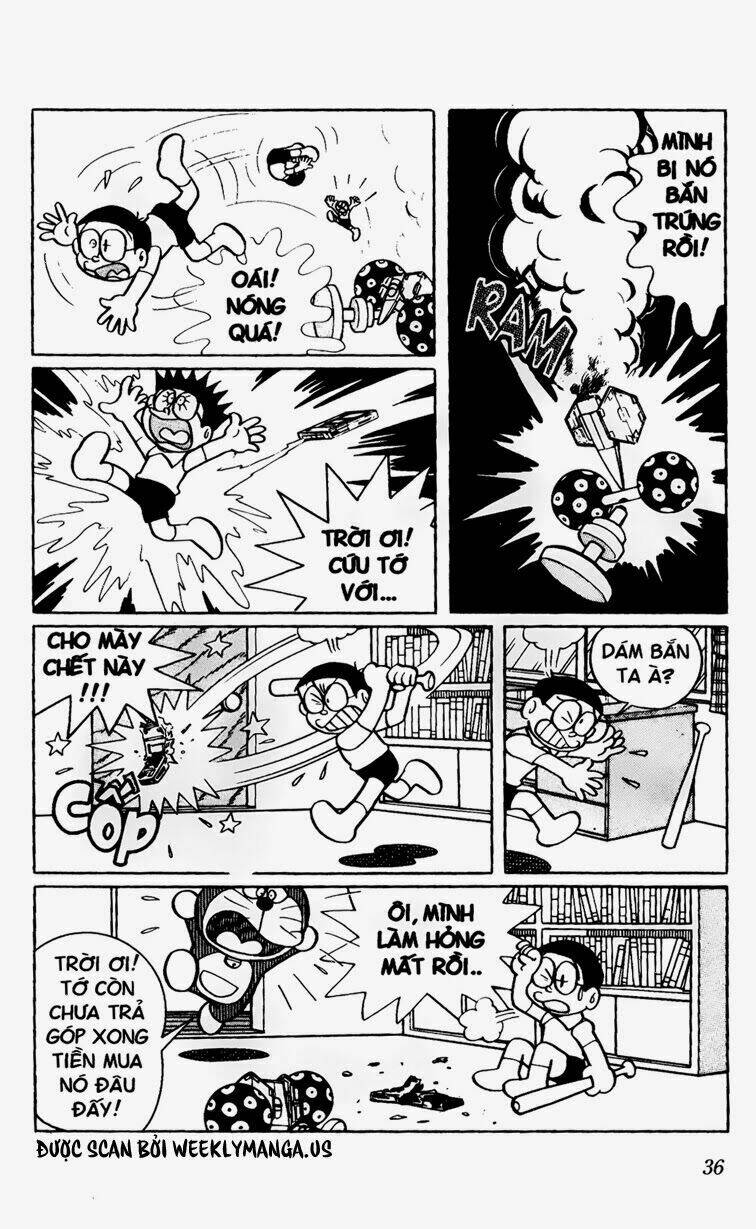 MÌNH
BỊ NÓ
BẮN
TRÚNG
RỒI!
RẦM
OÁI!
NÓNG
QUÁ!
TRỜI ƠI!
CỨU TỚ
VỚI...
DÁM BẮN
TA À?
CHO MÀY
CHẾT NÀY
!!!
CỐP
ÔI, MÌNH
LÀM HỎNG
MẤT RỒI..
TRỜI ƠI!
TỚ CÒN
CHƯA TRẢ
GÓP XONG
TIỀN MUA
NÓ ĐÂU
ĐẤY!
ĐƯỢC SCAN BỞI WEEKLYMANGA.US
36